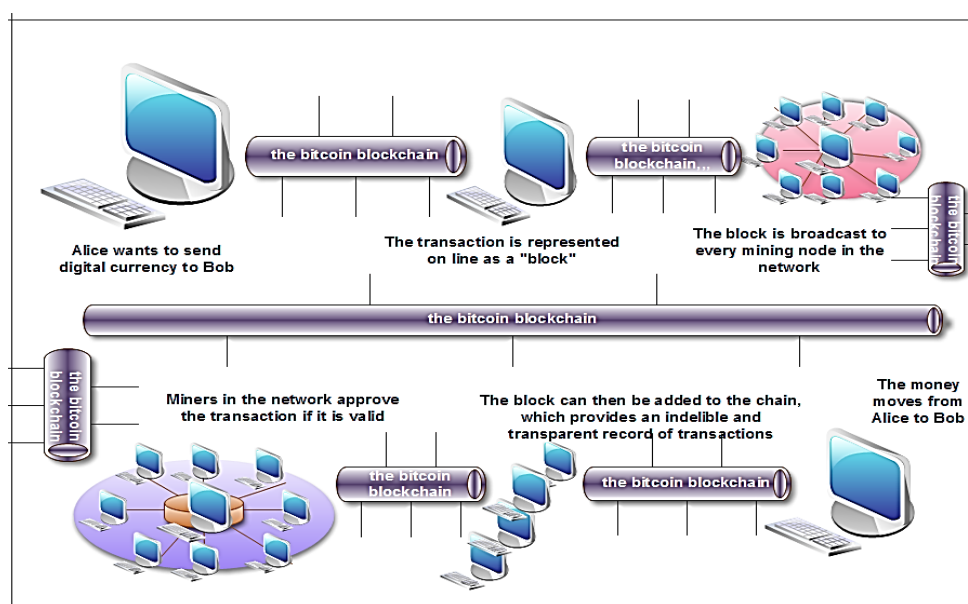 the bitcoin blockchain
the bitcoin
blockchain...
the bitcoin
blockchain
Alice wants to send
digital currency to Bob
The transaction is represented
on line as a "block"
The block is broadcast to
every mining node in the
network
the bitcoin blockchain
the bitcoin
blockchain
Miners in the network approve
the transaction if it is valid
The block can then be added to the chain,
which provides an indelible and
transparent record of transactions
The money
moves from
Alice to Bob
the bitcoin
blockchain
the bitcoin blockchain